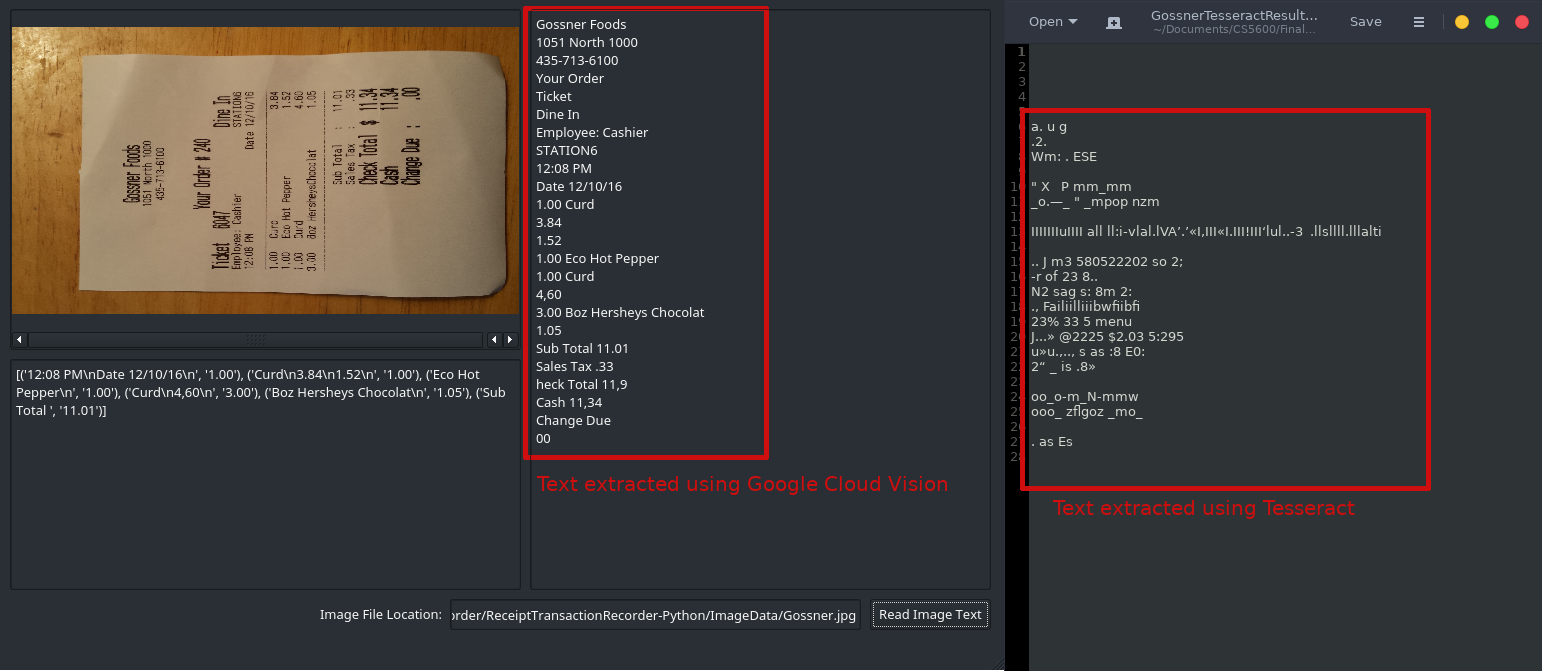 Gossner Foods
1051 North 1000
435-713-6100
Your Order # 240
Ticket 6047 Dine In
Employee: Cashier STATION6
12:08 PM Date 12/10/16
1.00 Curd 3.84
1.00 Eco Hot Pepper 1.52
1.00 Curd 4.60
3.00 8oz HersheysChocolat 1.05
Sub Total : 11.01
Sales Tax : .33
Check Total $ 11.34
Cash 11.34
Change Due : .00
[('12:08 PM\nDate 12/10/16\n', '1.00'), ('Curd\n3.84\n1.52\n', '1.00'), ('Eco Hot
Pepper\n', '1.00'), ('Curd\n4,60\n', '3.00'), ('Boz Hersheys Chocolat\n', '1.05'), ('Sub
Total ', '11.01')]
Gossner Foods
1051 North 1000
435-713-6100
Your Order
Ticket
Dine In
Employee: Cashier
STATION6
12:08 PM
Date 12/10/16
1.00 Curd
3.84
1.52
1.00 Eco Hot Pepper
1.00 Curd
4,60
3.00 Boz Hersheys Chocolat
1.05
Sub Total 11.01
Sales Tax .33
heck Total 11,9
Cash 11,34
Change Due
00
Text extracted using Google Cloud Vision
Image File Location: order/ReceiptTransactionRecorder-Python/ImageData/Gossner.jpg Read Image Text
Open GossnerTesseractResult... Save
~/Documents/CS5600/Final...
1
2
3
4
a. u g
.2.
Wm: . ESE
" X P mm_mm
_o.—_ " _mpop nzm
IIIIIIIuIIII all ll:i-vlal.lVA’.’«I,III«I.III!III‘lul..-3 .llsllll.lllalti
.. J m3 580522202 so 2;
-r of 23 8..
N2 sag s: 8m 2:
., Failiilliiibwfiibfi
23% 33 5 menu
J...» @2225 $2.03 5:295
u»u.,.., s as :8 E0:
2“ _ is .8»
oo_o-m_N-mmw
ooo_ zflgoz _mo_
. as Es
Text extracted using Tesseract